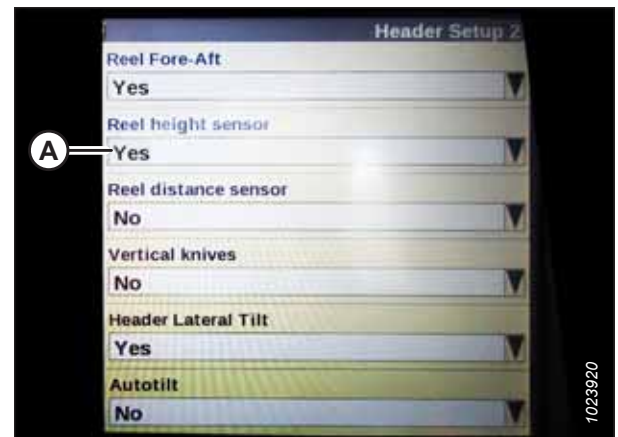 Header Setup 2
Reel Fore-Aft
Yes
Reel height sensor
A
Yes
Reel distance sensor
No
Vertical knives
No
Header Lateral Tilt
Yes
Autotilt
No
1023920